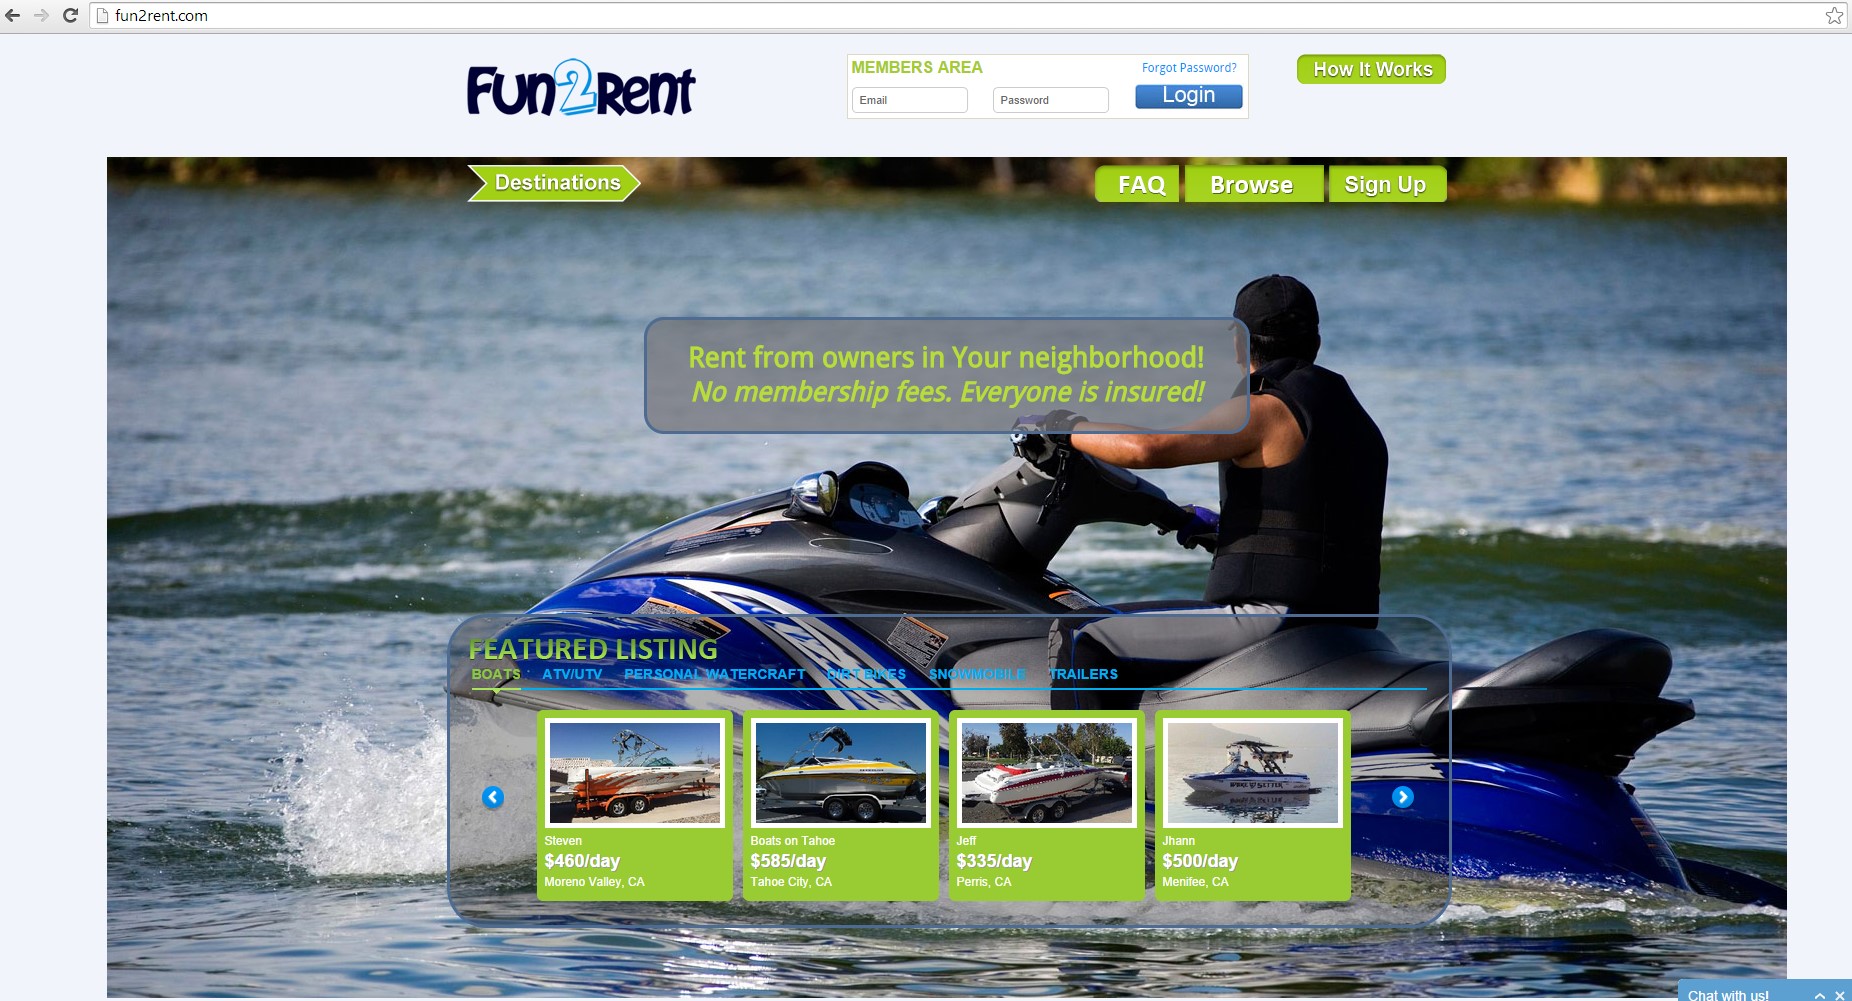 fun2rent.com
Fun2Rent
MEMBERS AREA
Forgot Password?
Email
Password
Login
How It Works
Destinations
FAQ
Browse
Sign Up
Rent from owners in Your neighborhood!
No membership fees. Everyone is insured!
FEATURED LISTING
BOATS
ATV/UTV
PERSONAL WATERCRAFT
DIRT BIKES
SNOWMOBILE
TRAILERS
Steven
$460/day
Moreno Valley, CA
Boats on Tahoe
$585/day
Tahoe City, CA
Jeff
$335/day
Perris, CA
Jhann
$500/day
Menifee, CA
Chat with us!